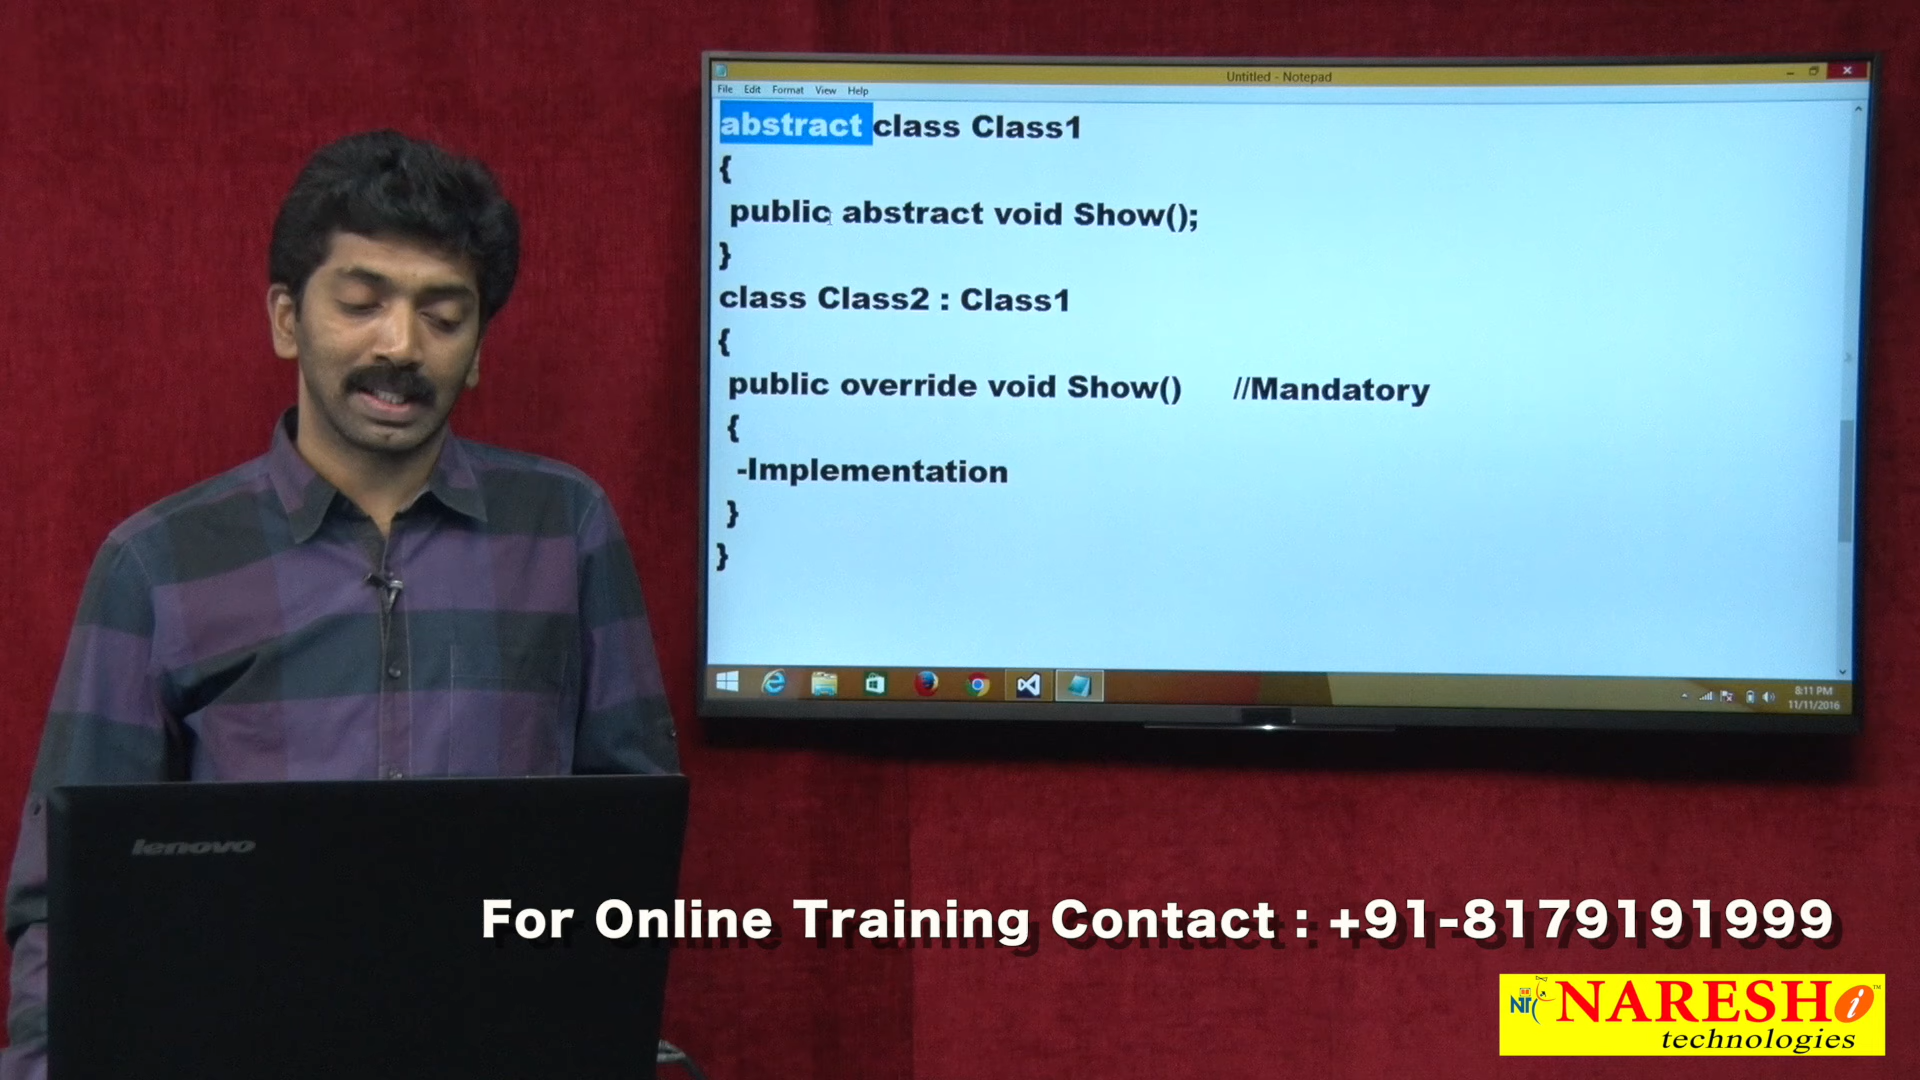 Untitled - Notepad
File Edit Format View Help
abstract class Class1
{
public abstract void Show();
}
class Class2 : Class1
{
public override void Show() //Mandatory
{
-Implementation
}
}
8:11 PM
11/11/2016
lenovo
For Online Training Contact : +91-8179191999
NARESH i ™
technologies